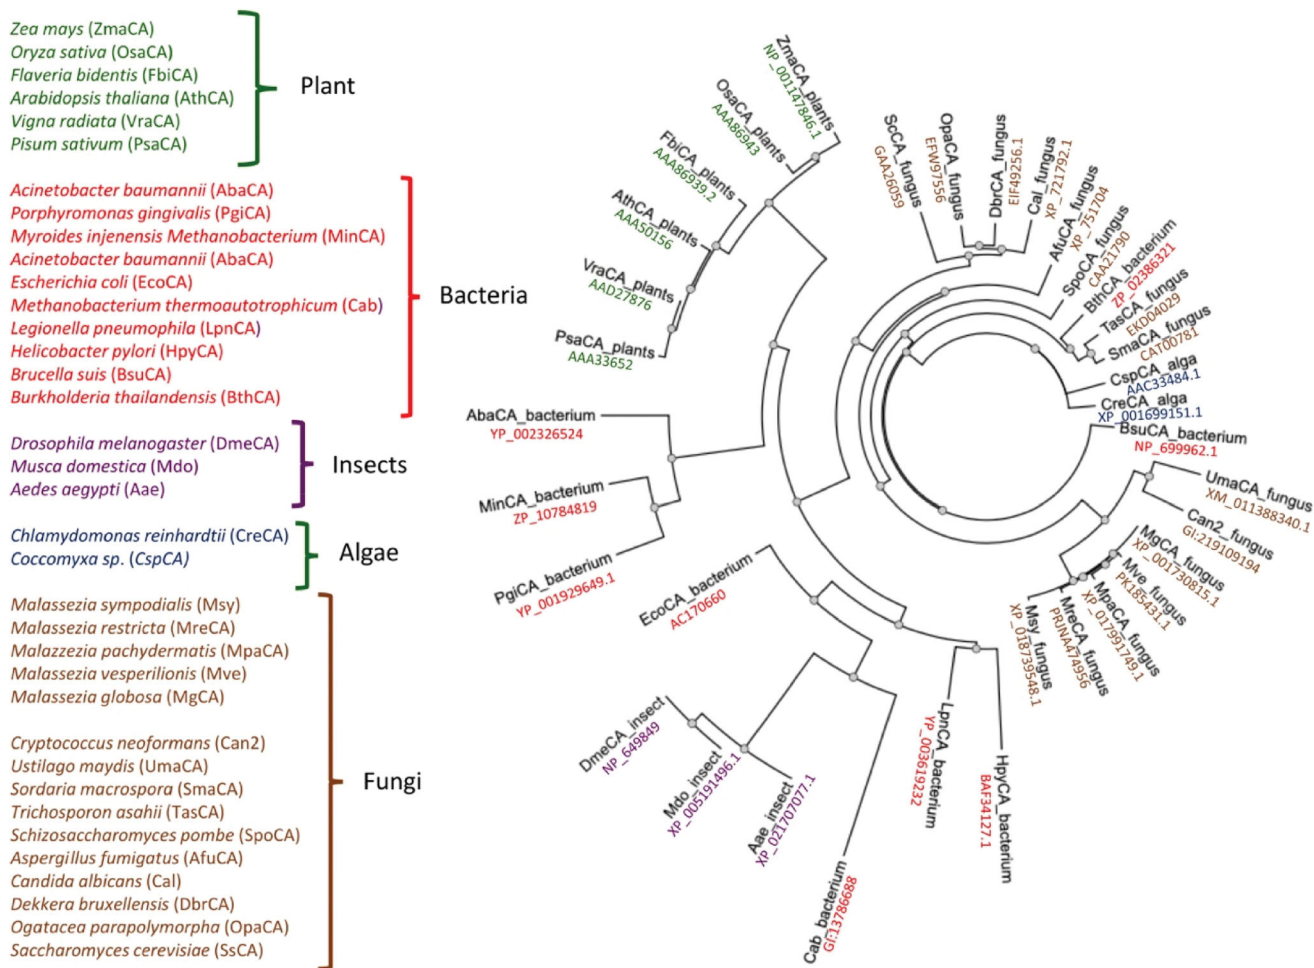 Zea mays (ZmaCA)
Oryza sativa (OsaCA)
Flaveria bidentis (FbiCA)
Arabidopsis thaliana (AthCA)
Vigna radiata (VraCA)
Pisum sativum (PsaCA)
Plant
Acinetobacter baumannii (AbaCA)
Porphyromonas gingivalis (PgiCA)
Myroides injenensis Methanobacterium (MinCA)
Acinetobacter baumannii (AbaCA)
Escherichia coli (EcoCA)
Methanobacterium thermoautotrophicum (Cab)
Legionella pneumophila (LpnCA)
Helicobacter pylori (HpyCA)
Brucella suis (BsuCA)
Burkholderia thailandensis (BthCA)
Bacteria
Drosophila melanogaster (DmeCA)
Musca domestica (Mdo)
Aedes aegypti (Aae)
Insects
Chlamydomonas reinhardtii (CreCA)
Coccomyxa sp. (CspCA)
Algae
Malassezia sympodialis (Msy)
Malassezia restricta (MreCA)
Malazzezia pachydermatis (MpaCA)
Malassezia vesperilionis (Mve)
Malassezia globosa (MgCA)
Cryptococcus neoformans (Can2)
Ustilago maydis (UmaCA)
Sordaria macrospora (SmaCA)
Trichosporon asahii (TasCA)
Schizosaccharomyces pombe (SpoCA)
Aspergillus fumigatus (AfuCA)
Candida albicans (Cal)
Dekkera bruxellensis (DbrCA)
Ogatacea parapolymorpha (OpaCA)
Saccharomyces cerevisiae (SsCA)
Fungi
ZmaCA_plants
NP_001147846.1
OsaCA_plants
AAA86943
FbiCA_plants
AAA86939.2
AthCA_plants
AAA50156
VraCA_plants
AAD27876
PsaCA_plants
AAA33652
AbaCA_bacterium
YP_002326524
MinCA_bacterium
ZP_10784819
PgiCA_bacterium
YP_001929649.1
EcoCA_bacterium
AC170660
DmeCA_insect
NP_649849
Mdo_insect
XP_005191496.1
Aae_insect
XP_021707077.1
Cab_bacterium
GI:13786688
LpnCA_bacterium
YP_003619232
HpyCA_bacterium
BAF34127.1
Msy_fungus
XP_018739548.1
MreCA_fungus
PRJNA474956
MpaCA_fungus
XP_017991749.1
Mve_fungus
PK185431.1
MgCA_fungus
XP_001730815.1
Can2_fungus
GI:219109194
UmaCA_fungus
XM_011388340.1
BsuCA_bacterium
NP_699962.1
CreCA_alga
XP_001699151.1
CspCA_alga
AAC33484.1
SmaCA_fungus
CAT00781
TasCA_fungus
EKD04029
BthCA_bacterium
ZP_02386321
SpoCA_fungus
CAA21790
AfuCA_fungus
XP_751704
Cal_fungus
XP_721792.1
DbrCA_fungus
EIF49256.1
OpaCA_fungus
EFW97556
ScCA_fungus
GAA26059